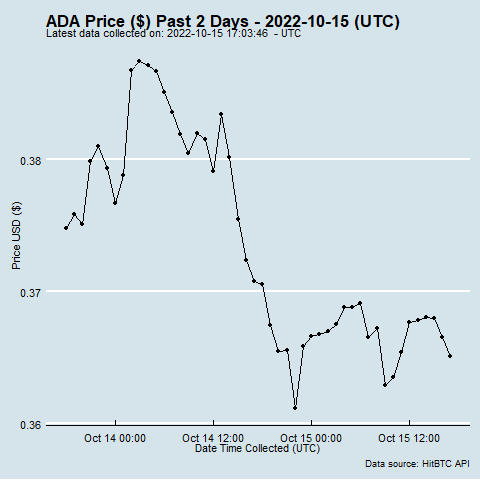 ADA Price ($) Past 2 Days - 2022-10-15 (UTC)
Latest data collected on: 2022-10-15 17:03:46 - UTC
0.38
0.37
0.36
Price USD ($)
Oct 14 00:00 Oct 14 12:00 Oct 15 00:00 Oct 15 12:00
Date Time Collected (UTC)
Data source: HitBTC API